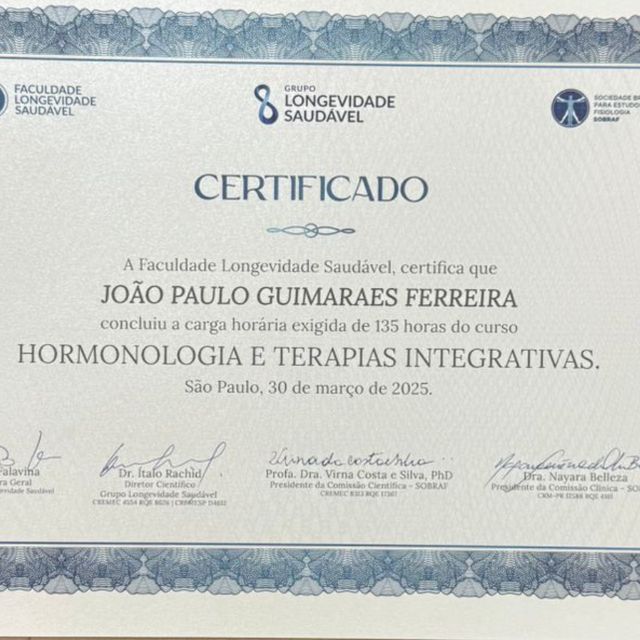 FACULDADE
LONGEVIDADE
SAUDÁVEL
GRUPO
LONGEVIDADE
SAUDÁVEL
SOCIEDADE
PARA ESTUDO
FISIOLOGIA
SOBRAF
CERTIFICADO
A Faculdade Longevidade Saudável, certifica que
JOÃO PAULO GUIMARAES FERREIRA
concluiu a carga horária exigida de 135 horas do curso
HORMONOLOGIA E TERAPIAS INTEGRATIVAS.
São Paulo, 30 de março de 2025.
Geral
Saudável
Dr. Ítalo Rachid
Diretor Científico
Grupo Longevidade Saudável
Profa. Dra. Virna Costa e Silva, PhD
Presidente da Comissão Científica – SOBRAF
Dra. Nayara Belleza
Presidente da Comissão Clínica –